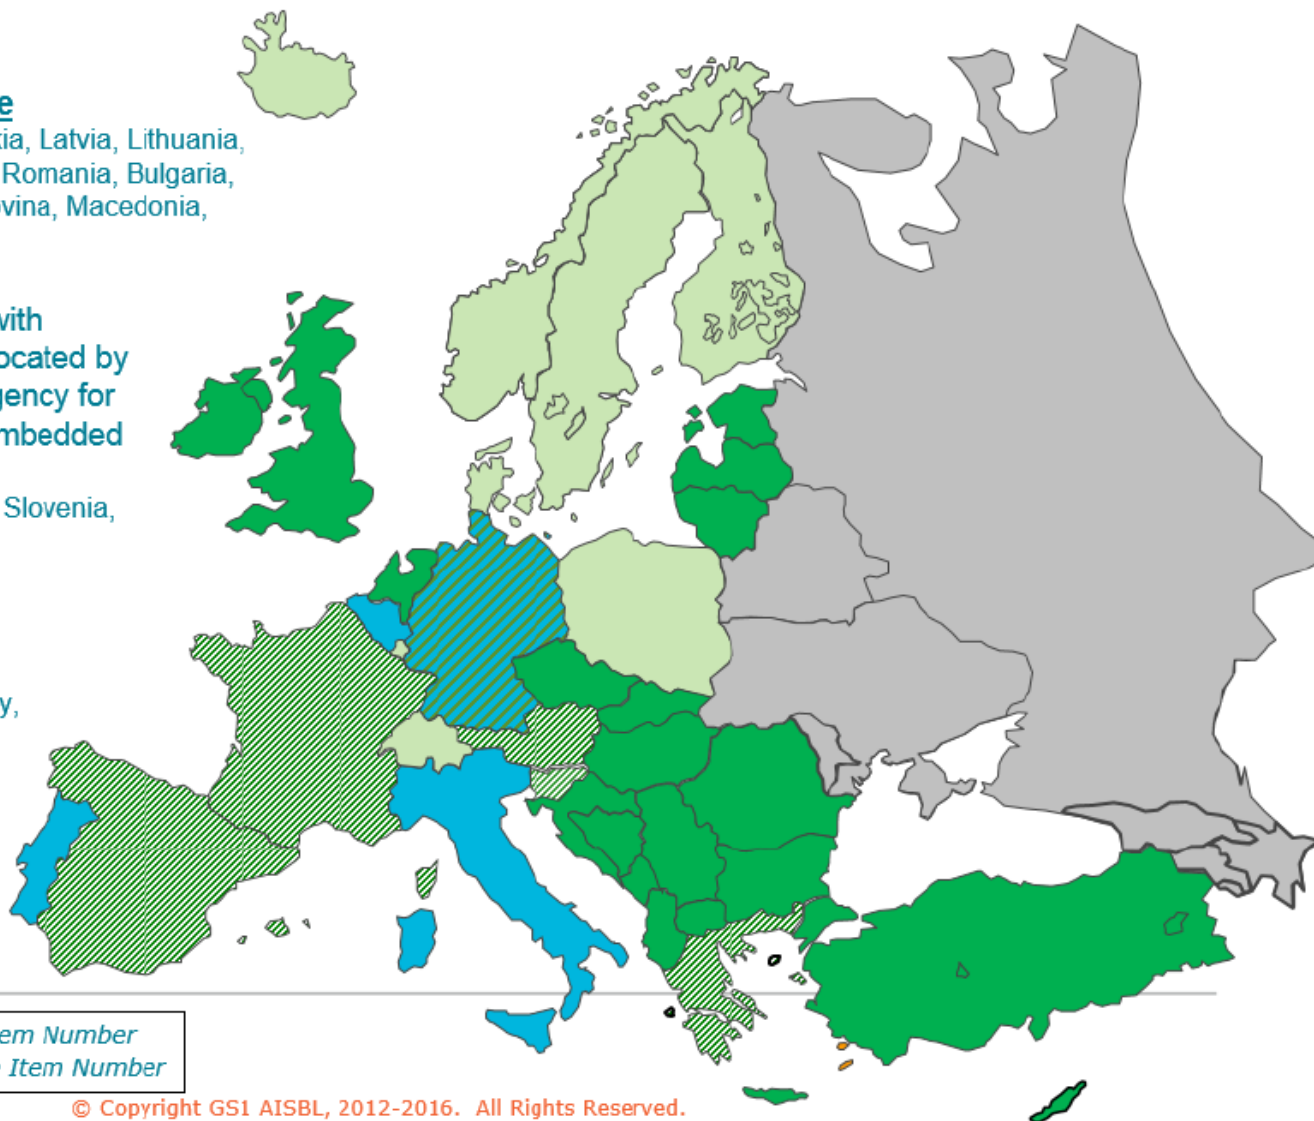 e
tia, Latvia, Lithuania,
Romania, Bulgaria,
ovina, Macedonia,
with
ocated by
gency for
mbedded
Slovenia,
y,
em Number
Item Number
© Copyright GS1 AISBL, 2012-2016. All Rights Reserved.